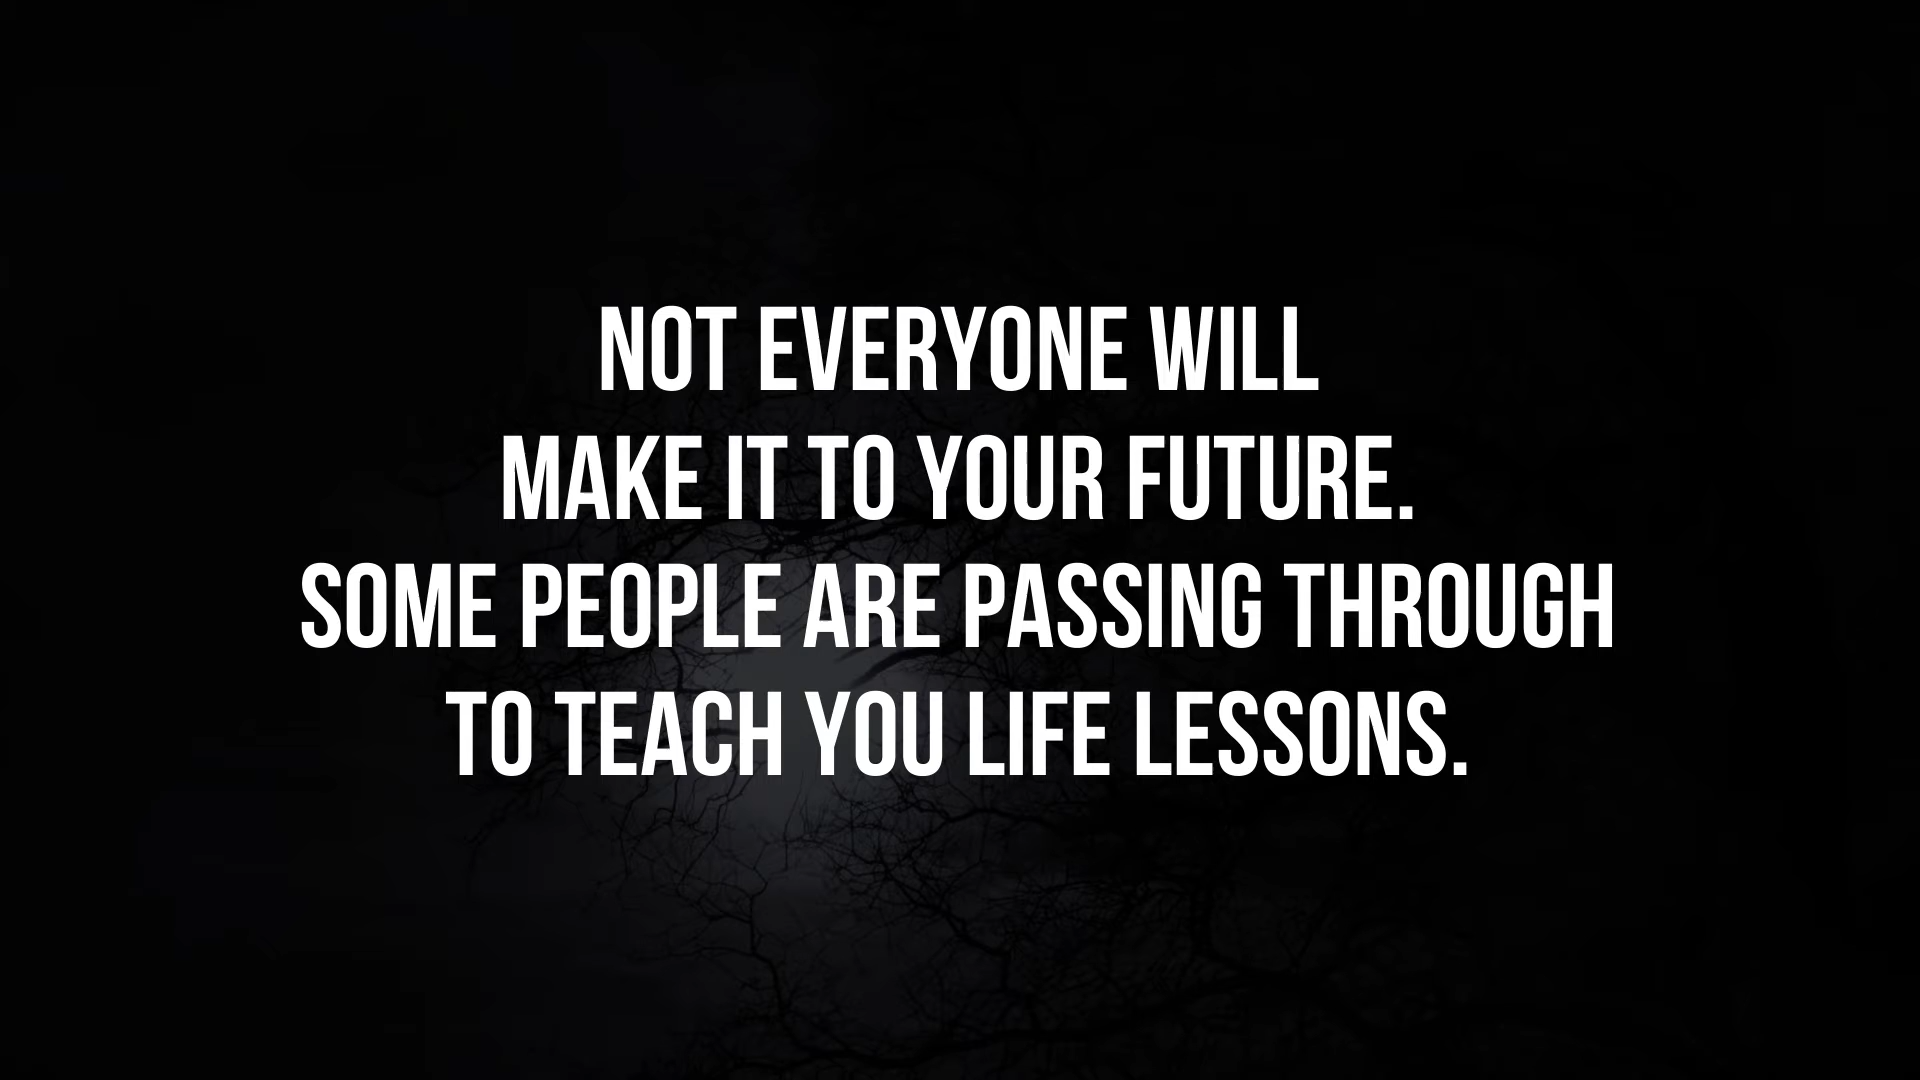 NOT EVERYONE WILL
MAKE IT TO YOUR FUTURE.
SOME PEOPLE ARE PASSING THROUGH
TO TEACH YOU LIFE LESSONS.